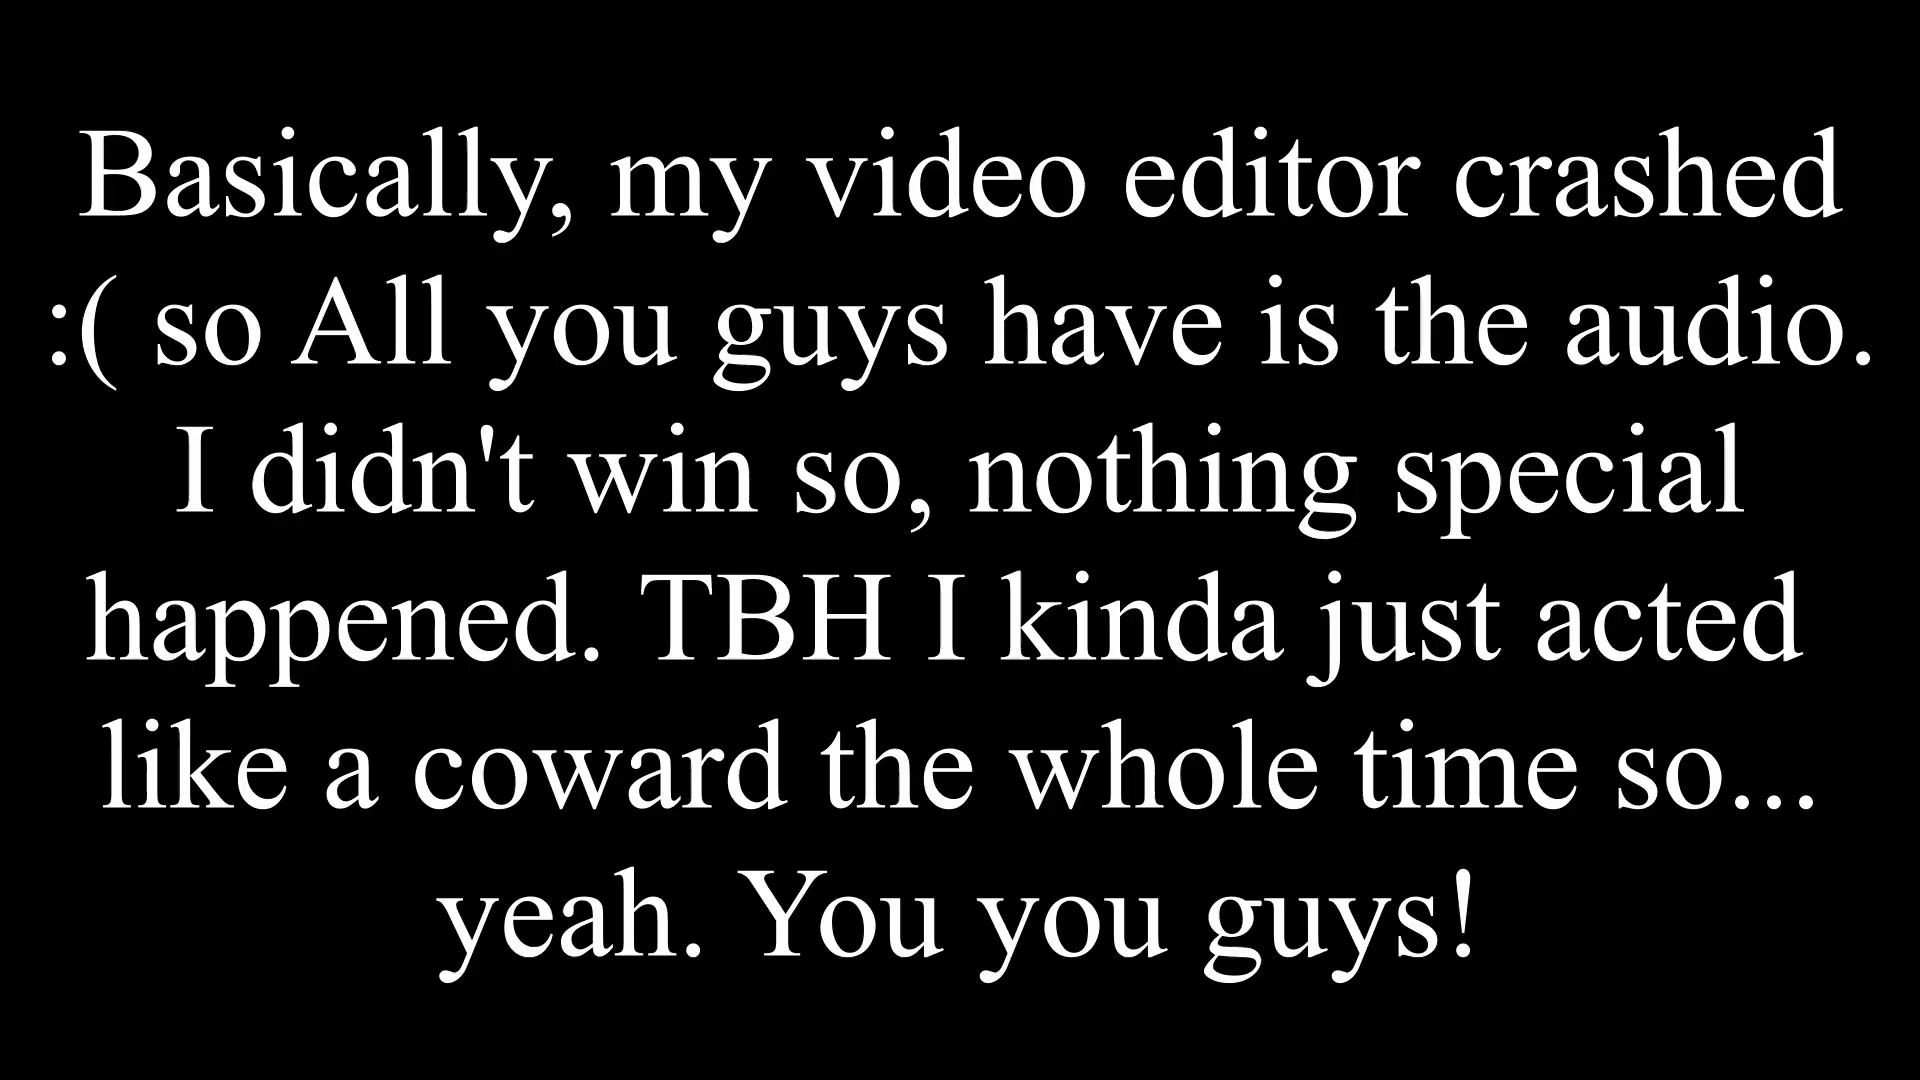 Basically, my video editor crashed
:( so All you guys have is the audio.
I didn't win so, nothing special
happened. TBH I kinda just acted
like a coward the whole time so...
yeah. You you guys!